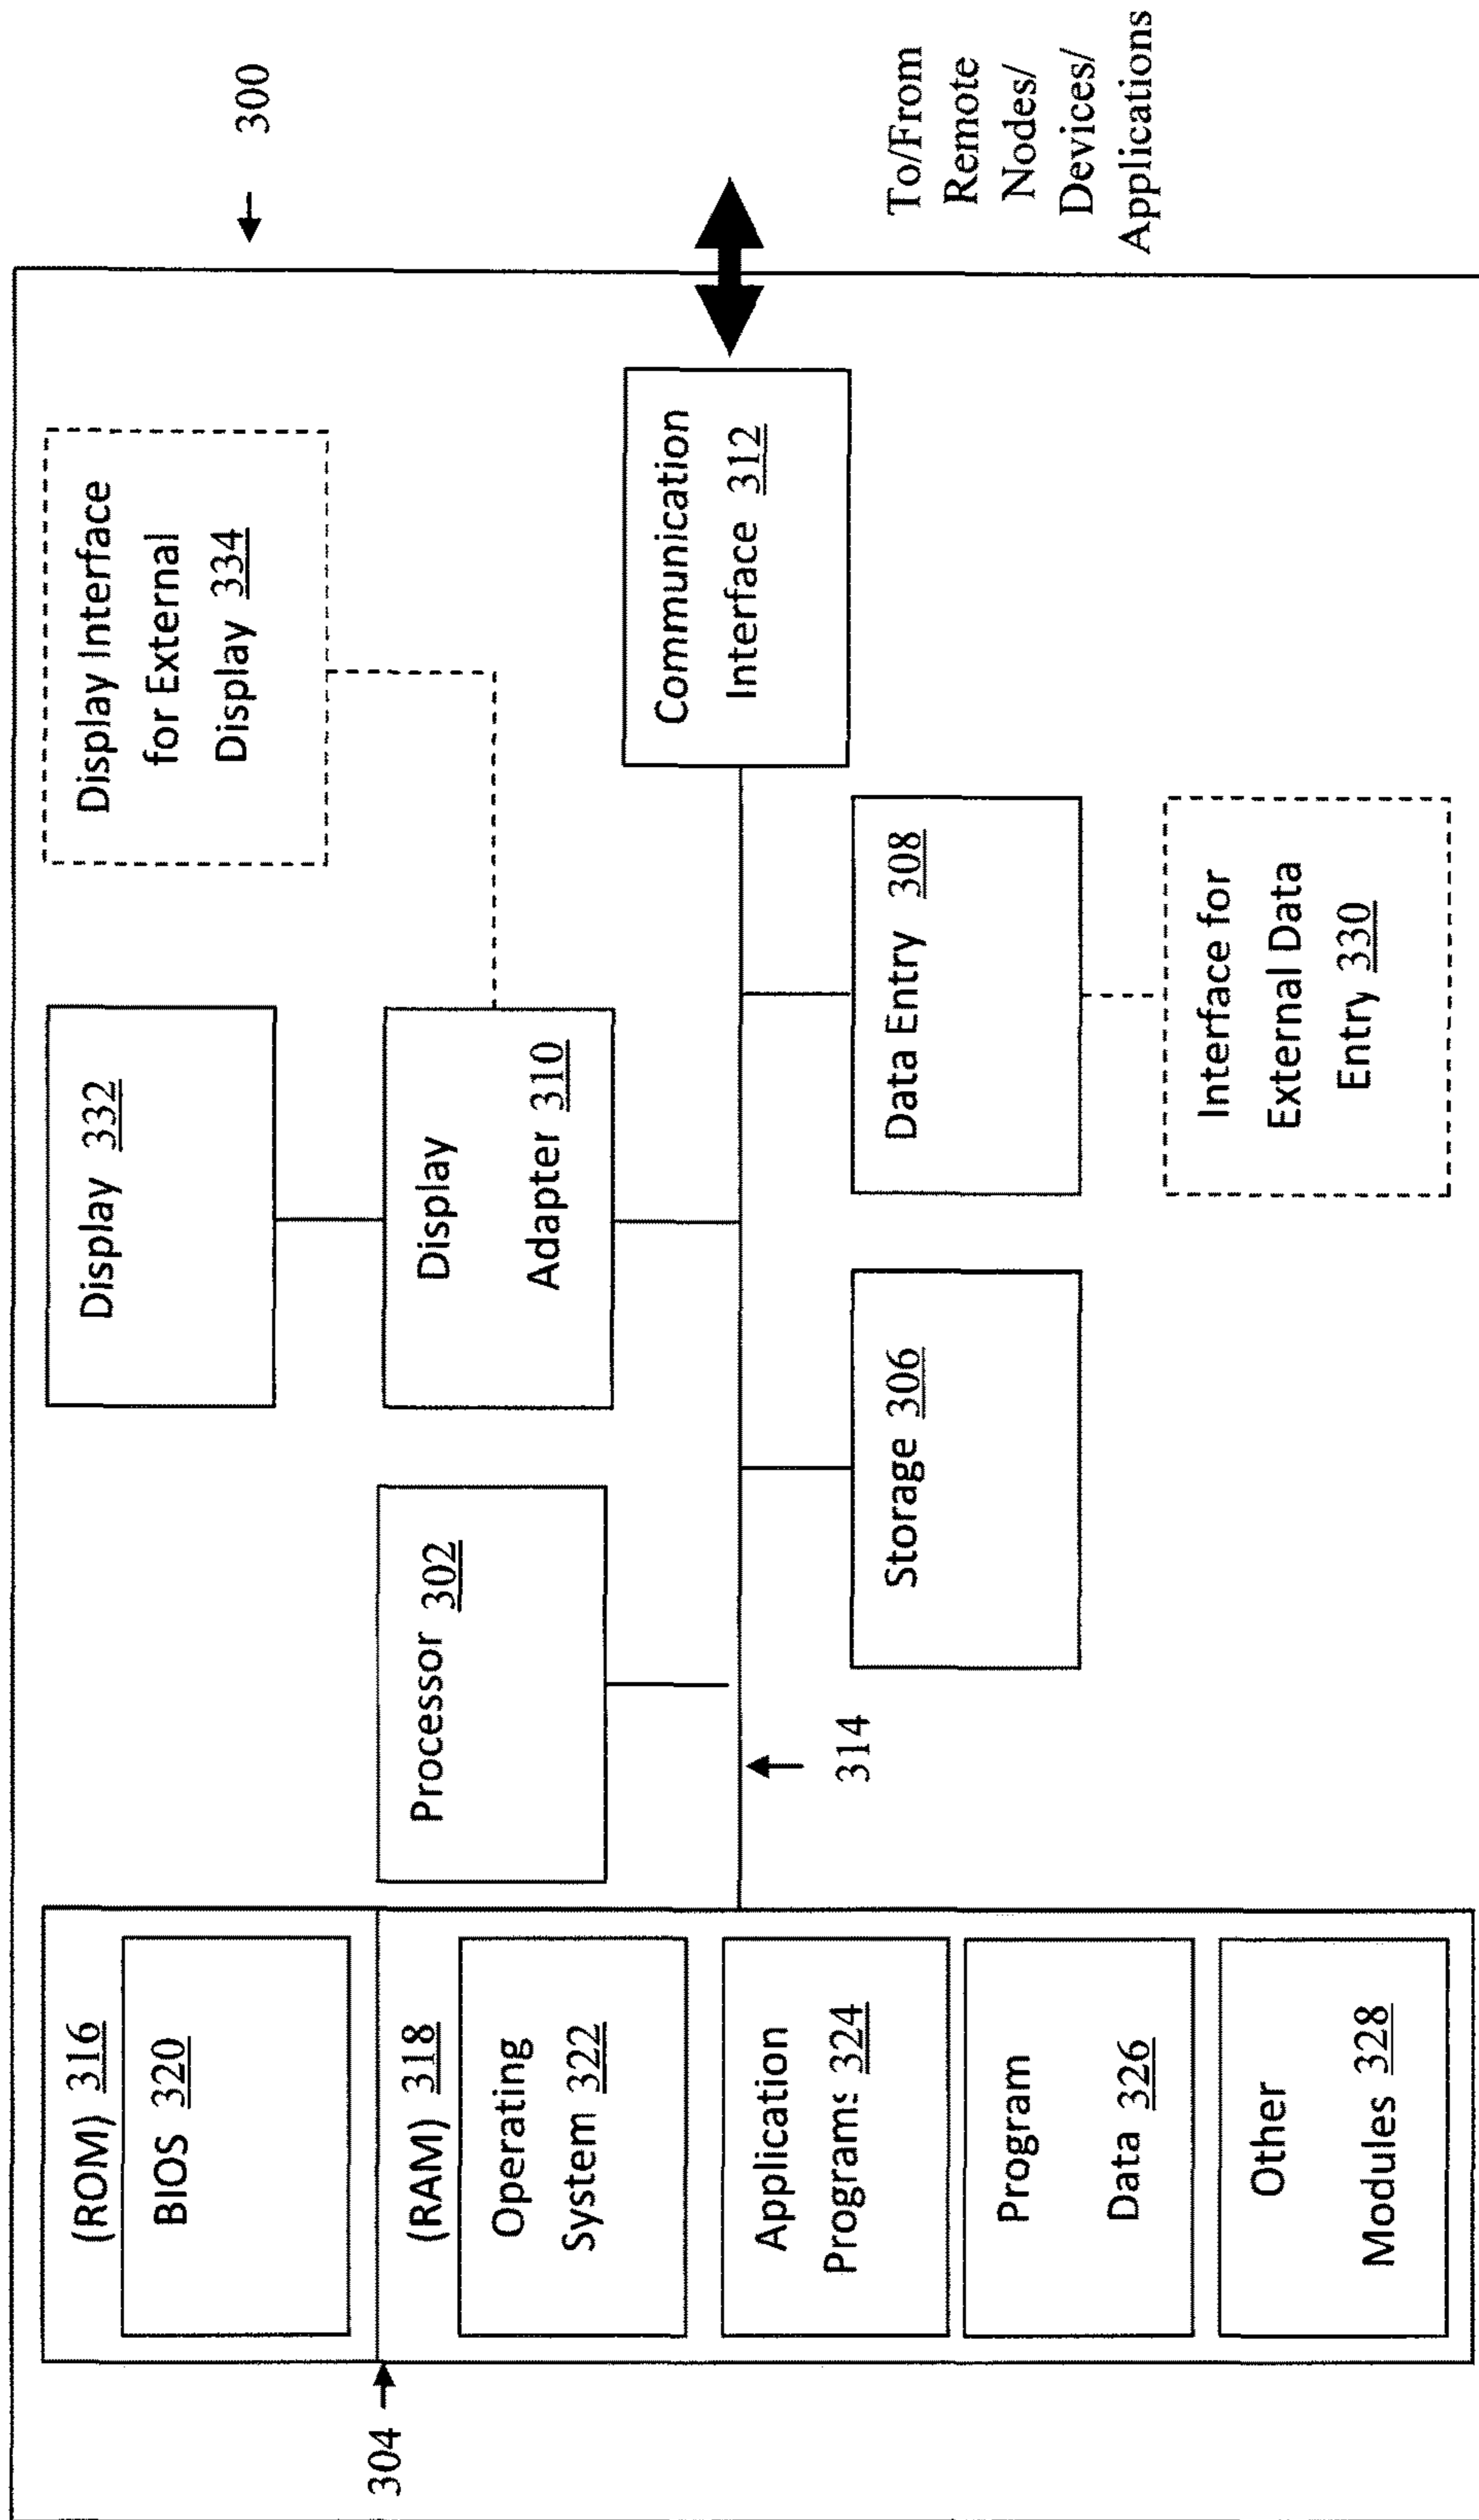 300
(ROM) 316
BIOS 320
304
(RAM) 318
Operating
System 322
Application
Programs 324
Program
Data 326
Other
Modules 328
Processor 302
314
Display 332
Display
Adapter 310
Storage 306
Display Interface
for External
Display 334
Data Entry 308
Interface for
External Data
Entry 330
Communication
Interface 312
To/From
Remote
Nodes/
Devices/
Applications